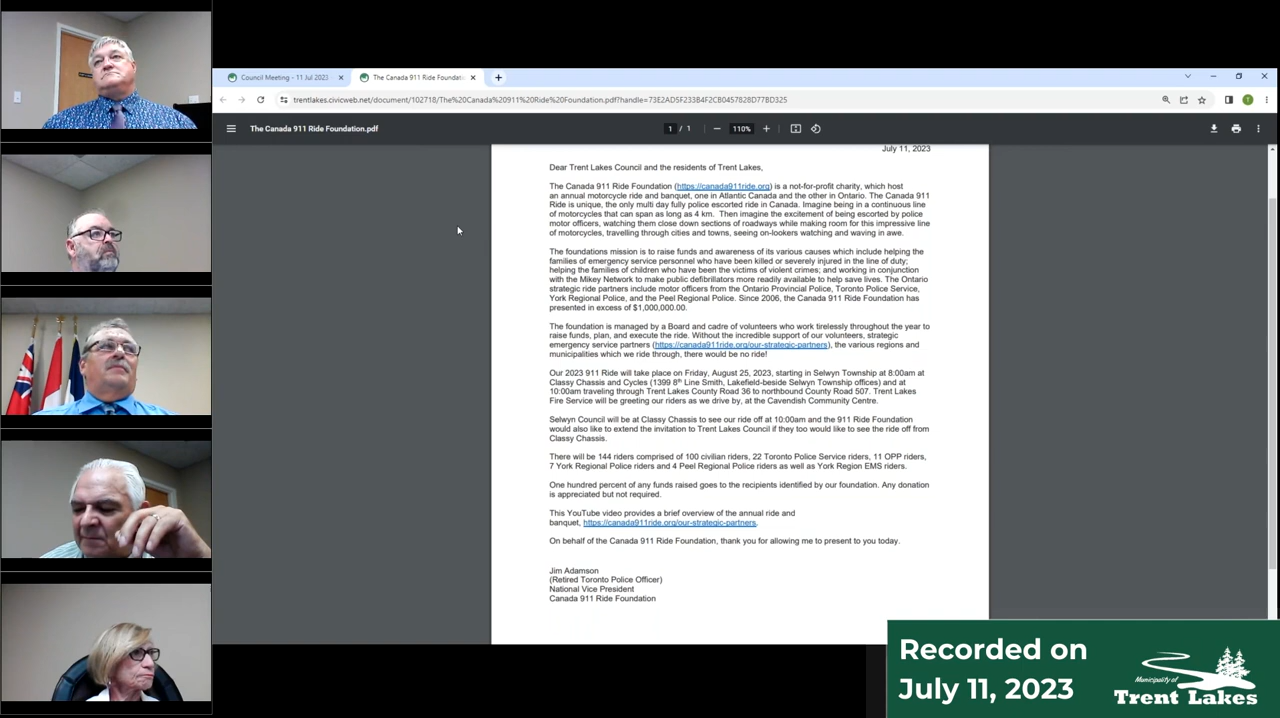 Council Meeting - 11 Jul 2023
The Canada 911 Ride Foundat
trentlakes.civicweb.net/document/102718/The%20Canada%20911%20Ride%20Foundation.pdf?handle=73E2AD5F233B4F2CB0457828D77BD325
T
The Canada 911 Ride Foundation.pdf
1 / 1
110%
July 11, 2023
Dear Trent Lakes Council and the residents of Trent Lakes,
The Canada 911 Ride Foundation (https://canada911ride.org) is a not-for-profit charity, which host
an annual motorcycle ride and banquet, one in Atlantic Canada and the other in Ontario. The Canada 911
Ride is unique, the only multi day fully police escorted ride in Canada. Imagine being in a continuous line
of motorcycles that can span as long as 4 km. Then imagine the excitement of being escorted by police
motor officers, watching them close down sections of roadways while making room for this impressive line
of motorcycles, travelling through cities and towns, seeing on-lookers watching and waving in awe.
The foundations mission is to raise funds and awareness of its various causes which include helping the
families of emergency service personnel who have been killed or severely injured in the line of duty;
helping the families of children who have been the victims of violent crimes; and working in conjunction
with the Mikey Network to make public defibrillators more readily available to help save lives. The Ontario
strategic ride partners include motor officers from the Ontario Provincial Police, Toronto Police Service,
York Regional Police, and the Peel Regional Police. Since 2006, the Canada 911 Ride Foundation has
presented in excess of $1,000,000.00.
The foundation is managed by a Board and cadre of volunteers who work tirelessly throughout the year to
raise funds, plan, and execute the ride. Without the incredible support of our volunteers, strategic
emergency service partners (https://canada911ride.org/our-strategic-partners), the various regions and
municipalities which we ride through, there would be no ride!
Our 2023 911 Ride will take place on Friday, August 25, 2023, starting in Selwyn Township at 8:00am at
Classy Chassis and Cycles (1399 8th Line Smith, Lakefield-beside Selwyn Township offices) and at
10:00am traveling through Trent Lakes County Road 36 to northbound County Road 507. Trent Lakes
Fire Service will be greeting our riders as we drive by, at the Cavendish Community Centre.
Selwyn Council will be at Classy Chassis to see our ride off at 10:00am and the 911 Ride Foundation
would also like to extend the invitation to Trent Lakes Council if they too would like to see the ride off from
Classy Chassis.
There will be 144 riders comprised of 100 civilian riders, 22 Toronto Police Service riders, 11 OPP riders,
7 York Regional Police riders and 4 Peel Regional Police riders as well as York Region EMS riders.
One hundred percent of any funds raised goes to the recipients identified by our foundation. Any donation
is appreciated but not required.
This YouTube video provides a brief overview of the annual ride and
banquet, https://canada911ride.org/our-strategic-partners.
On behalf of the Canada 911 Ride Foundation, thank you for allowing me to present to you today.
Jim Adamson
(Retired Toronto Police Officer)
National Vice President
Canada 911 Ride Foundation
Recorded on
July 11, 2023
Municipality of
Trent Lakes